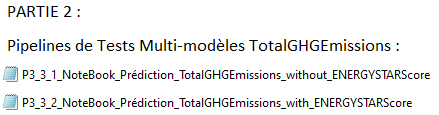 PARTIE 2 :
Pipelines de Tests Multi-modèles TotalGHGEmissions :
P3_3_1_NoteBook_Prédiction_TotalGHGEmissions_without_ENERGYSTARScore
P3_3_2_NoteBook_Prédiction_TotalGHGEmissions_with_ENERGYSTARScore